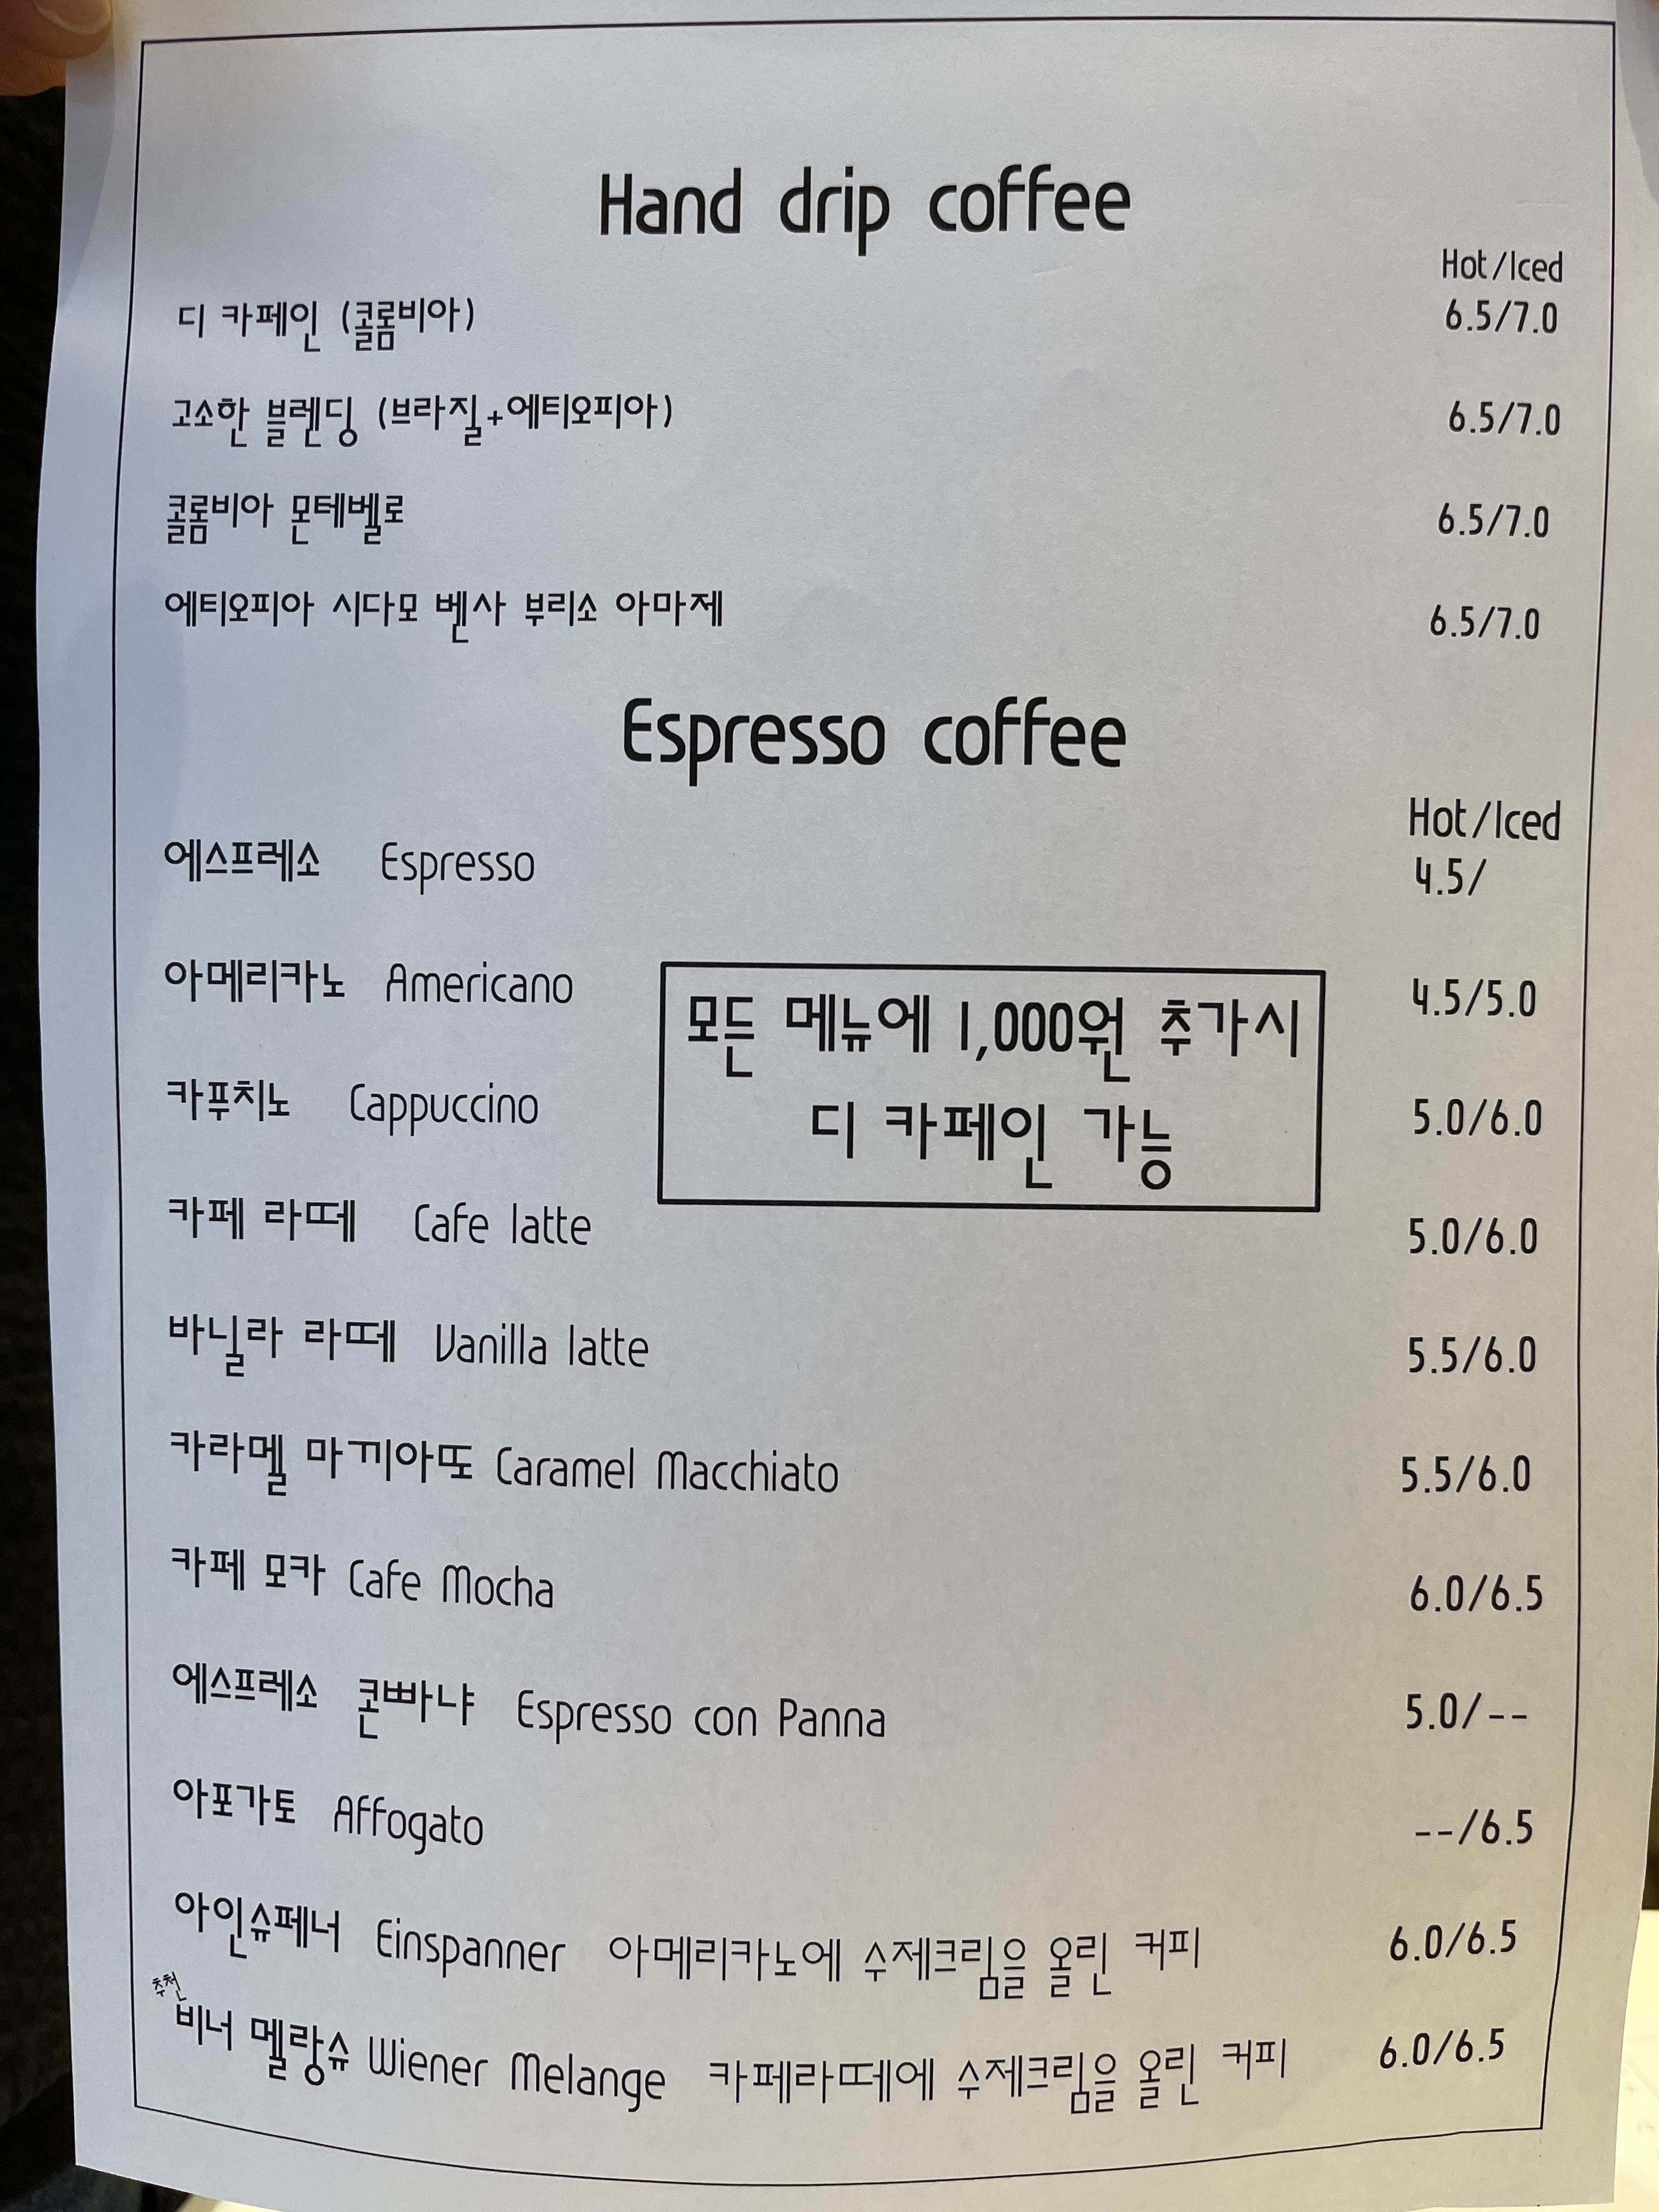 Hand drip coffee
Hot/Iced
디 카페인 (콜롬비아) 6.5/7.0
고소한 블렌딩 (브라질+에티오피아) 6.5/7.0
콜롬비아 몬테벨로 6.5/7.0
에티오피아 시다모 벤사 부리소 아마제 6.5/7.0
Espresso coffee
Hot/Iced
에스프레소 Espresso 4.5/
아메리카노 Americano 4.5/5.0
모든 메뉴에 1,000원 추가시
디 카페인 가능
카푸치노 Cappuccino 5.0/6.0
카페 라떼 Cafe latte 5.0/6.0
바닐라 라떼 Vanilla latte 5.5/6.0
카라멜 마끼아또 Caramel Macchiato 5.5/6.0
카페 모카 Cafe Mocha 6.0/6.5
에스프레소 콘빠냐 Espresso con Panna 5.0/--
아포가토 Affogato --/6.5
아인슈페너 Einspanner 아메리카노에 수제크림을 올린 커피 6.0/6.5
추천
비너 멜랑슈 Wiener Melange 카페라떼에 수제크림을 올린 커피 6.0/6.5